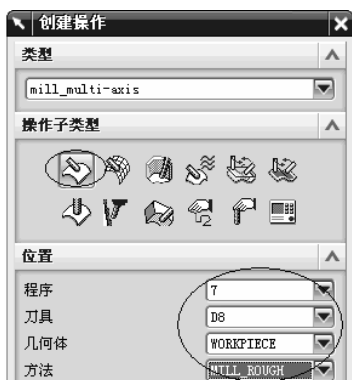 创建操作
类型
mill_multi-axis
操作子类型
位置
程序 7
刀具 D8
几何体 WORKPIECE
方法 MILL_ROUGH